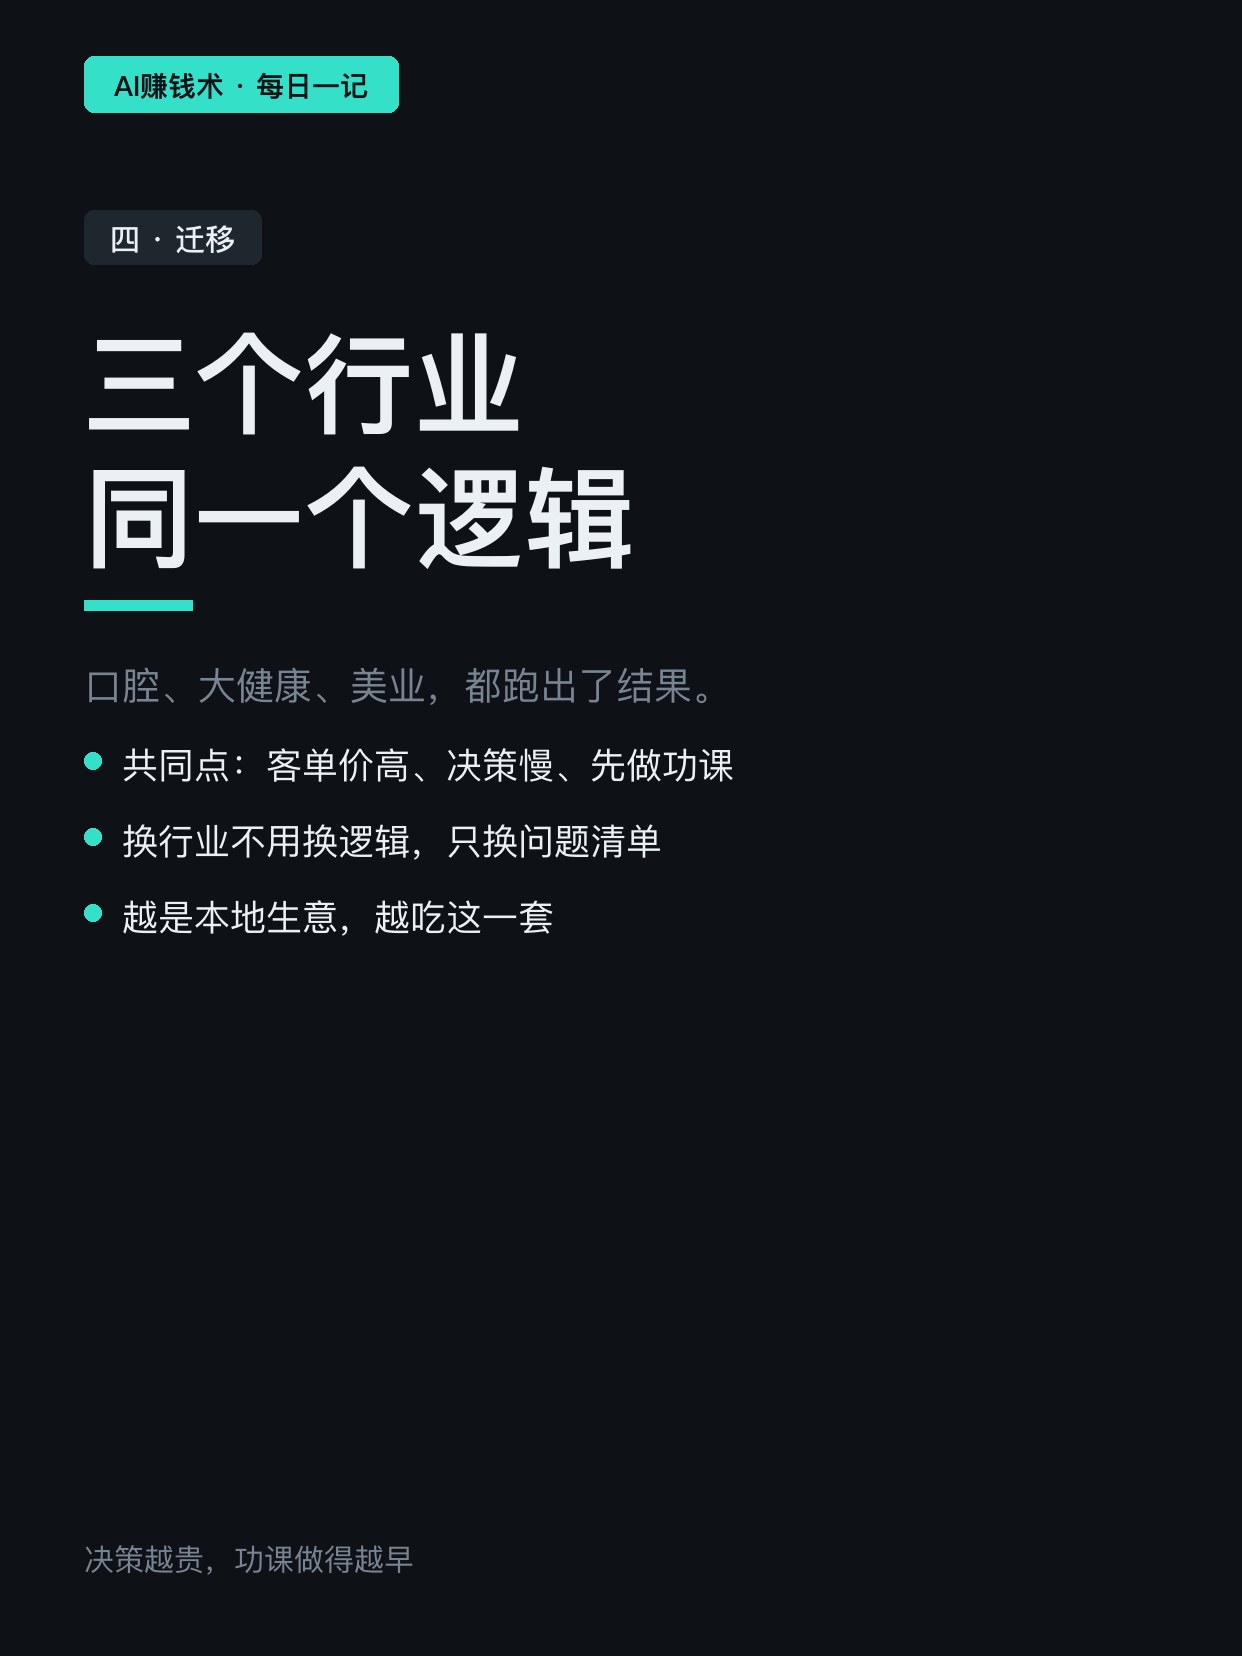 AI赚钱术 · 每日一记
四 · 迁移
三个行业
同一个逻辑
口腔、大健康、美业，都跑出了结果。
共同点：客单价高、决策慢、先做功课
换行业不用换逻辑，只换问题清单
越是本地生意，越吃这一套
决策越贵，功课做得越早